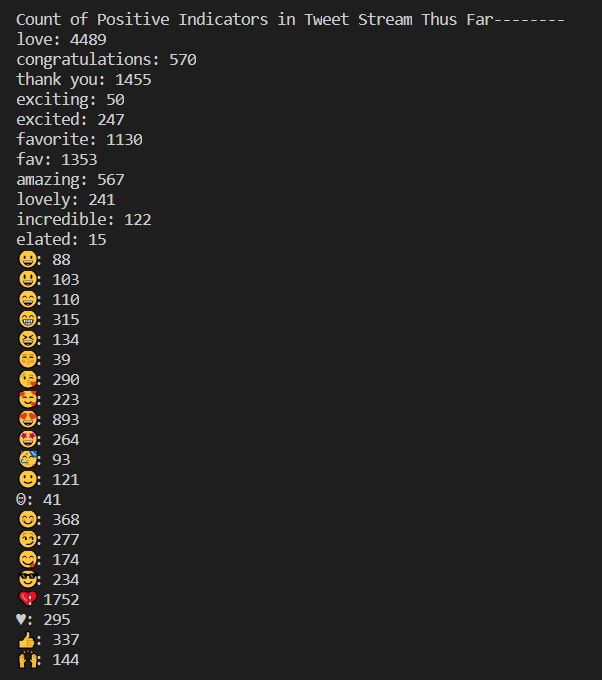 Count of Positive Indicators in Tweet Stream Thus Far--------
love: 4489
congratulations: 570
thank you: 1455
exciting: 50
excited: 247
favorite: 1130
fav: 1353
amazing: 567
lovely: 241
incredible: 122
elated: 15
😀: 88
😃: 103
😄: 110
😁: 315
😆: 134
😚: 39
😘: 290
🥰: 223
😍: 893
🤩: 264
🥳: 93
🙂: 121
☺: 41
😊: 368
😏: 277
😋: 174
😎: 234
❤: 1752
♥: 295
👍: 337
🙌: 144